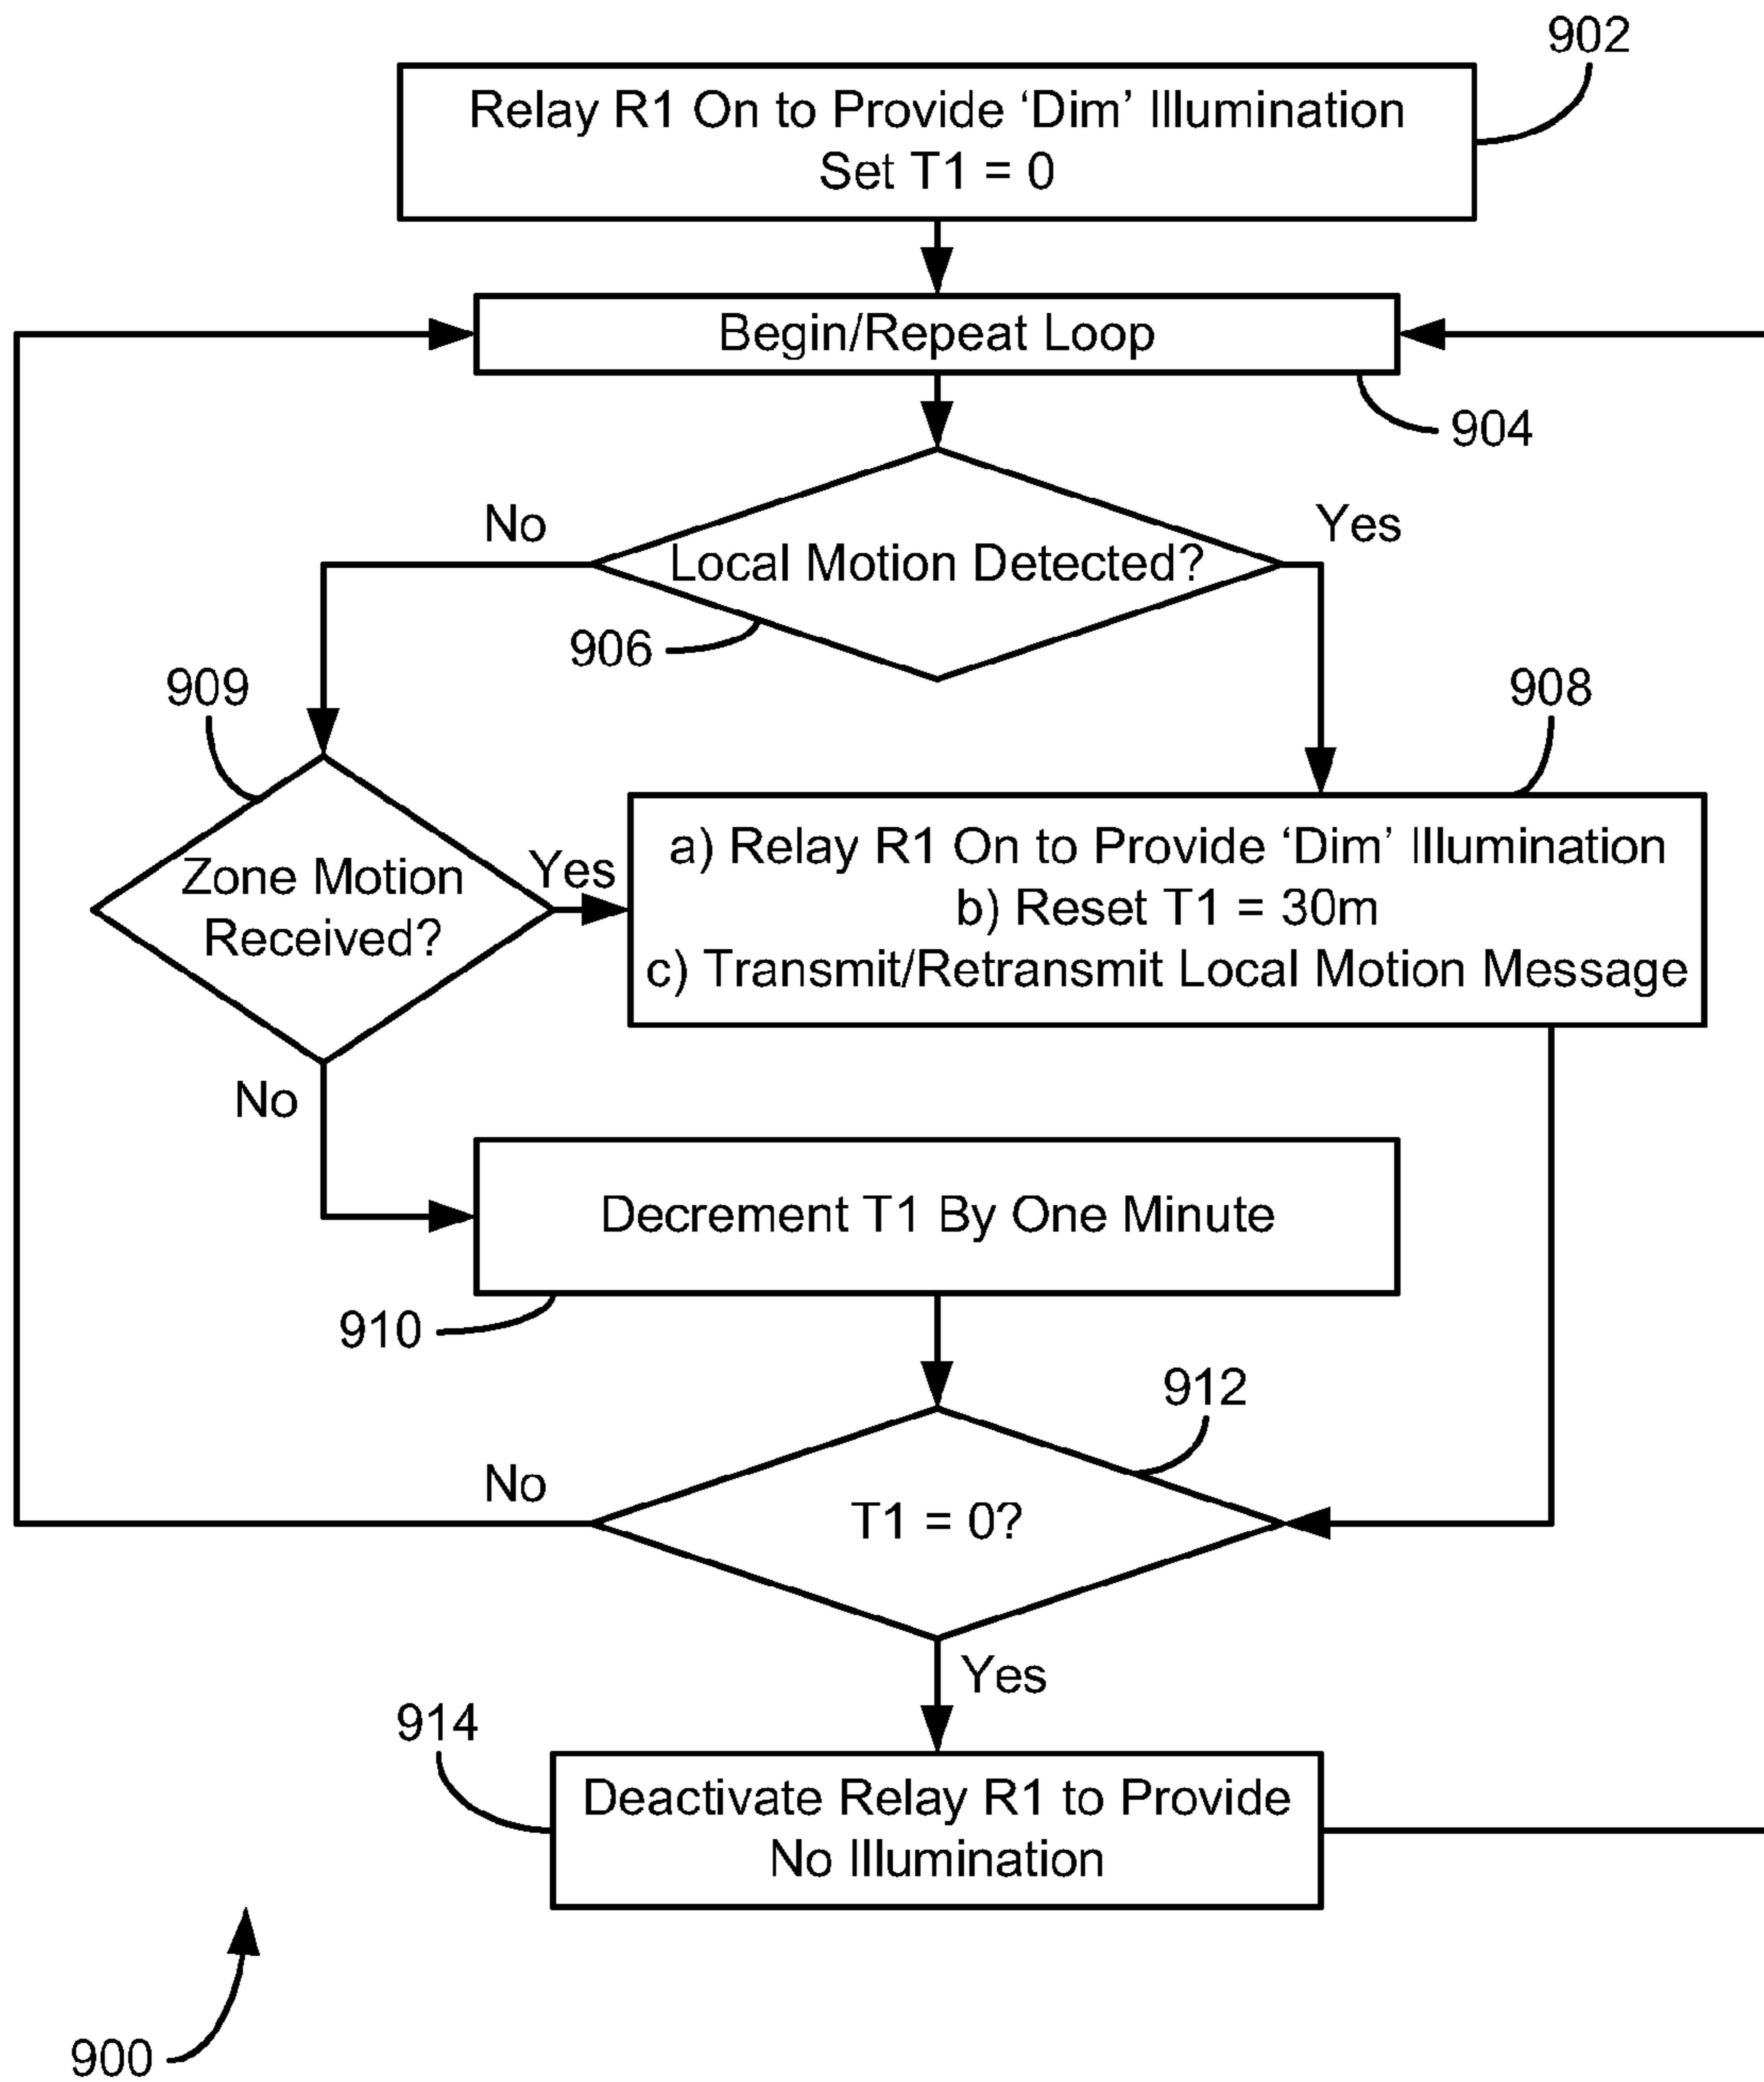 902
Relay R1 On to Provide ‘Dim’ Illumination
Set T1 = 0
Begin/Repeat Loop
904
No
Yes
Local Motion Detected?
906
909
908
Zone Motion
Received?
Yes
a) Relay R1 On to Provide ‘Dim’ Illumination
b) Reset T1 = 30m
c) Transmit/Retransmit Local Motion Message
No
Decrement T1 By One Minute
910
912
No
T1 = 0?
Yes
914
Deactivate Relay R1 to Provide
No Illumination
900